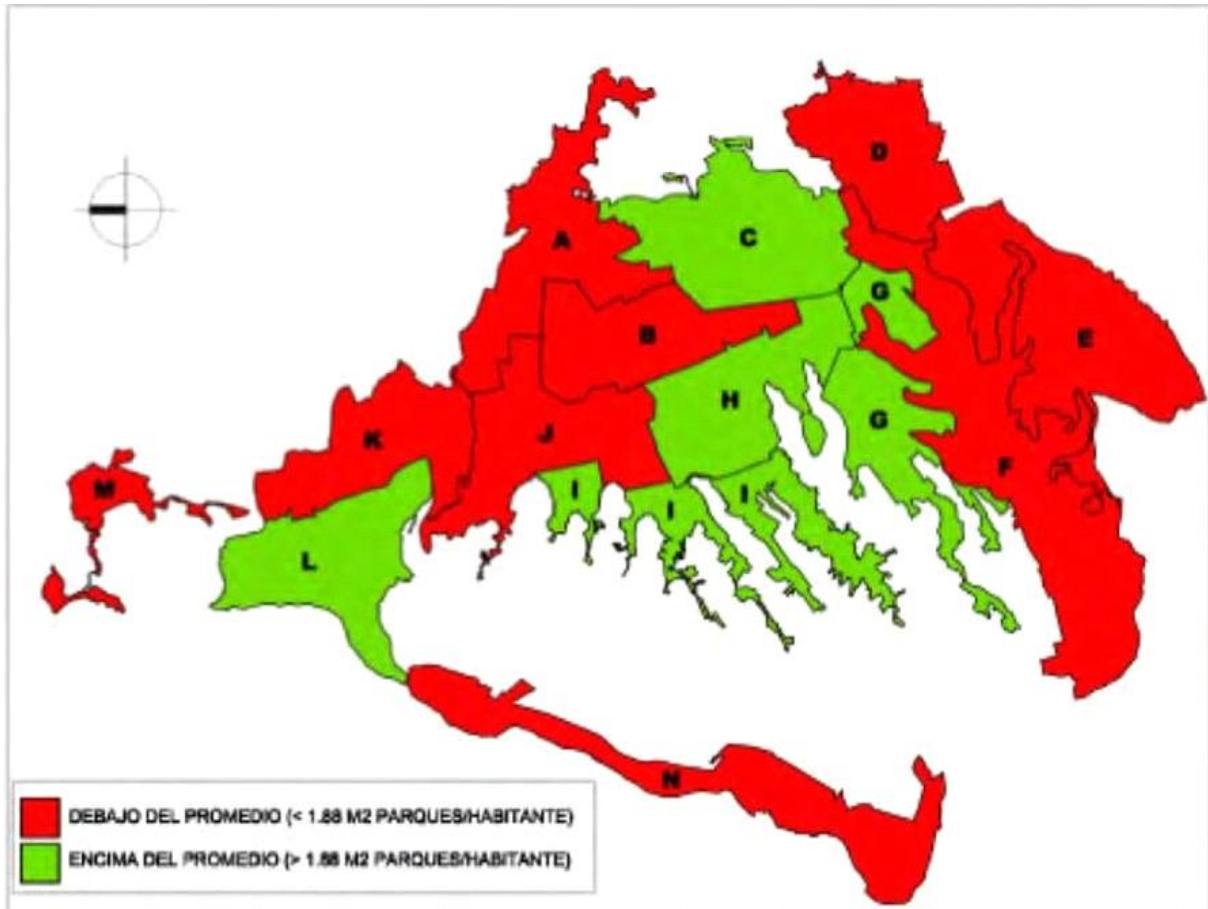 D
A
C
G
B
E
H
K
G
J
F
M
I
I
I
L
N
DEBAJO DEL PROMEDIO (< 1.88 M2 PARQUES/HABITANTE)
ENCIMA DEL PROMEDIO (> 1.88 M2 PARQUES/HABITANTE)